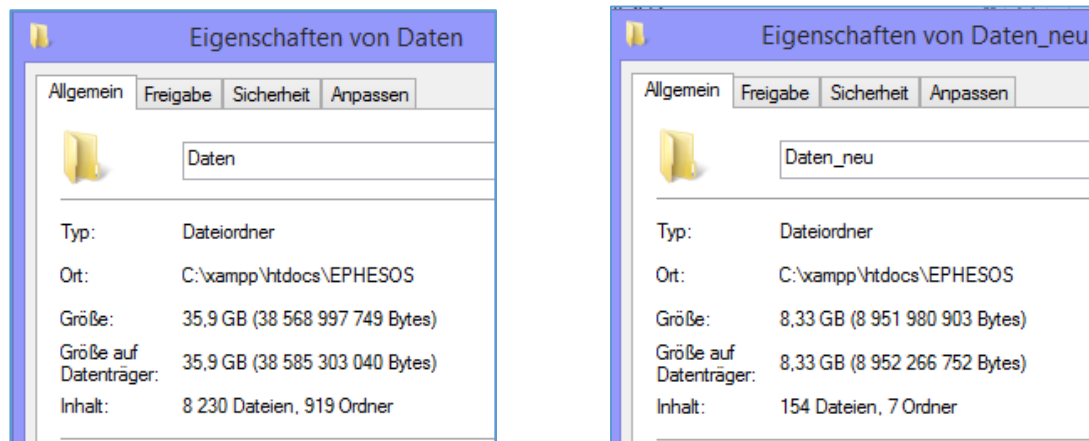 Eigenschaften von Daten
Allgemein Freigabe Sicherheit Anpassen
Daten
Typ: Dateiordner
Ort: C:\xampp\htdocs\EPHESOS
Größe: 35,9 GB (38 568 997 749 Bytes)
Größe auf
Datenträger: 35,9 GB (38 585 303 040 Bytes)
Inhalt: 8 230 Dateien, 919 Ordner
Eigenschaften von Daten_neu
Allgemein Freigabe Sicherheit Anpassen
Daten_neu
Typ: Dateiordner
Ort: C:\xampp\htdocs\EPHESOS
Größe: 8,33 GB (8 951 980 903 Bytes)
Größe auf
Datenträger: 8,33 GB (8 952 266 752 Bytes)
Inhalt: 154 Dateien, 7 Ordner